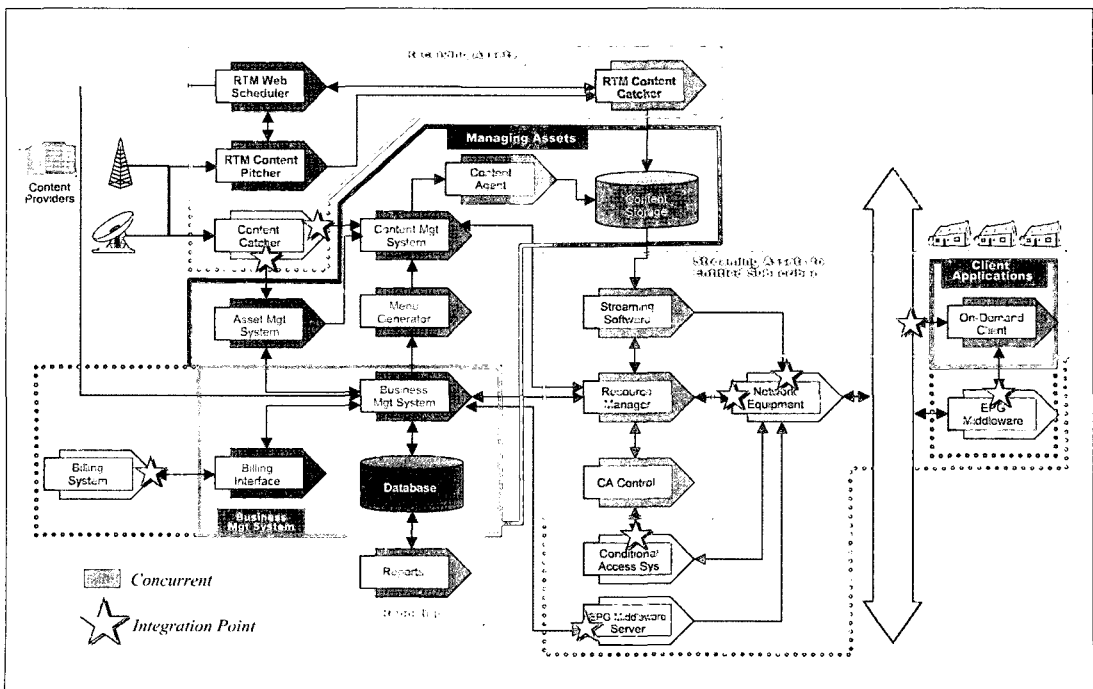 RTM Web
Scheduler
RTM Content
Catcher
Managing Assets
RTM Content
Pitcher
Content
Providers
Content
Agent
Content
Storage
Content
Catcher
Content Mgt
System
Client
Applications
Asset Mgt
System
Menu
Generator
Streaming
Software
On-Demand
Client
Business
Mgt System
Resource
Manager
Network
Equipment
EPG
Middleware
Billing
System
Billing
Interface
Database
CA Control
Business
Mgt System
Conditional
Access Sys
Reports
Concurrent
EPG Middleware
Server
Integration Point